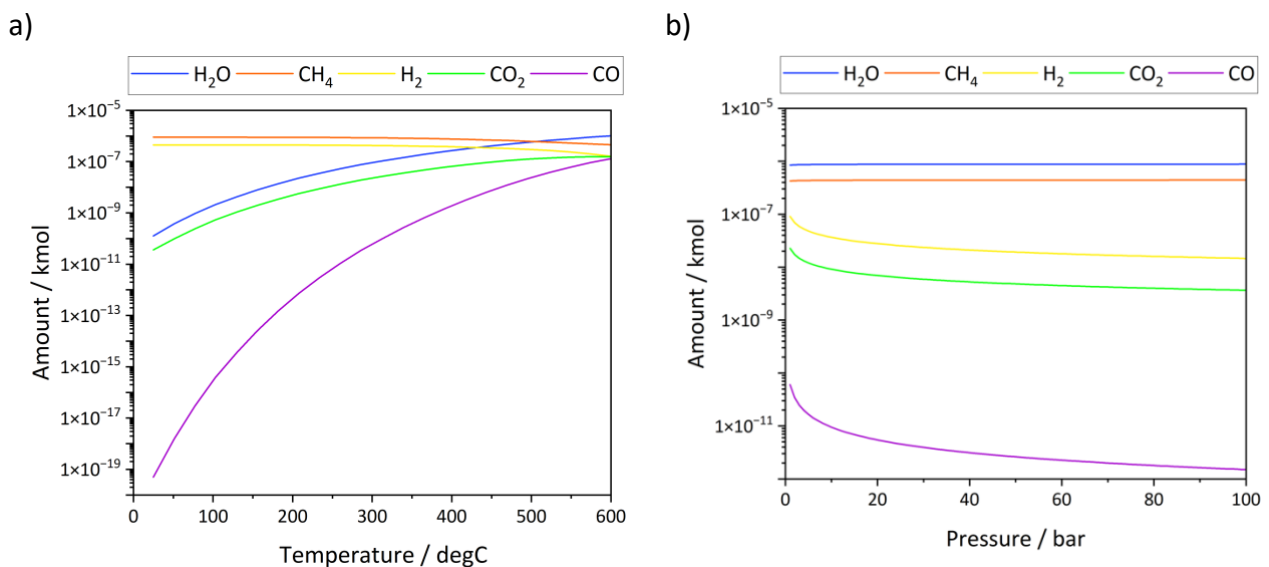 a)
H₂O CH₄ H₂ CO₂ CO
1×10⁻⁵
1×10⁻⁷
1×10⁻⁹
1×10⁻¹¹
1×10⁻¹³
1×10⁻¹⁵
1×10⁻¹⁷
1×10⁻¹⁹
Amount / kmol
0 100 200 300 400 500 600
Temperature / degC
b)
H₂O CH₄ H₂ CO₂ CO
1×10⁻⁵
1×10⁻⁷
1×10⁻⁹
1×10⁻¹¹
Amount / kmol
0 20 40 60 80 100
Pressure / bar